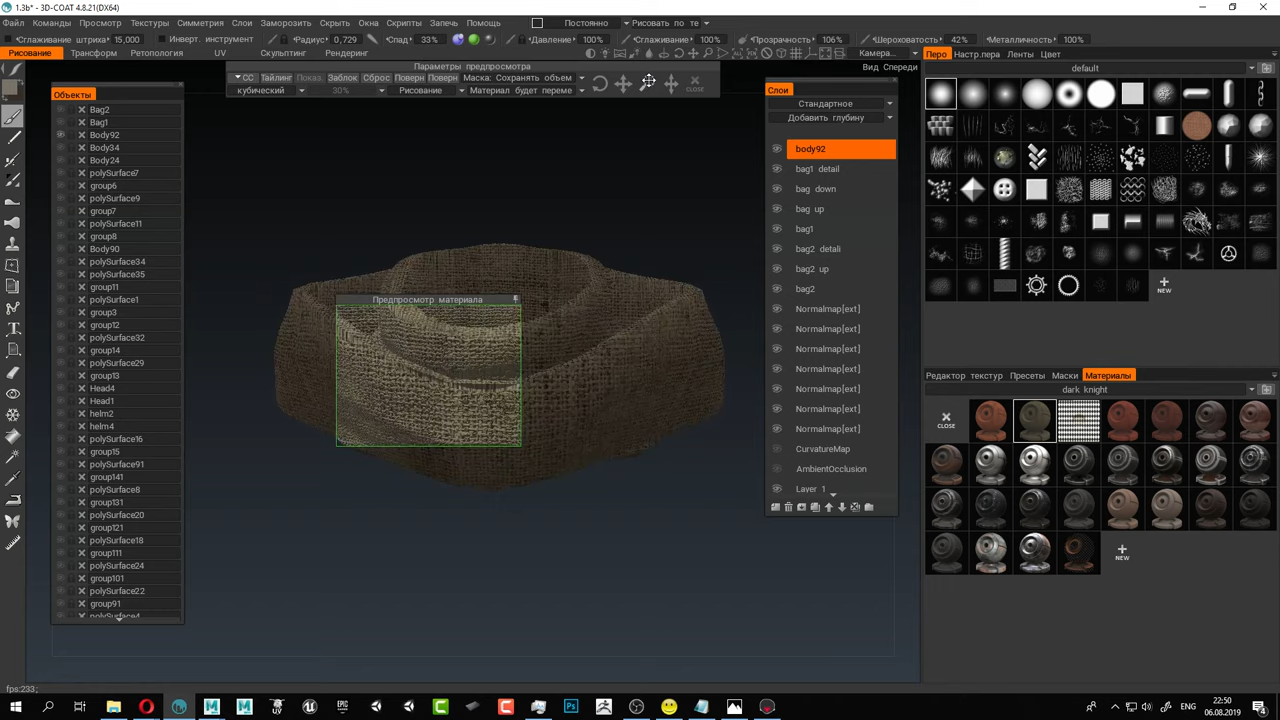 1.3b* - 3D-COAT 4.8.21(DX64)
Файл Команды Просмотр Текстуры Симметрия Слои Заморозить Скрыть Окна Скрипты Запечь Помощь Постоянно Рисовать по те
Сглаживание штриха 15,000 Инверт. инструмент Радиус 0,729 Спад 33% Давление 100% Сглаживание 100% Прозрачность 106% Шероховатость 42% Металличность 100%
Рисование Трансформ Ретопология UV Скульптинг Рендеринг Камера... Перо Настр.пера Ленты Цвет
Параметры предпросмотра
Вид Спереди
default
СС Тайлинг Показ. Заблок Сброс Поверн Поверн Маска: Сохранять объем
кубический 30% Рисование Материал будет переме
CLOSE
Объекты
Bag2
Bag1
Body92
Body34
Body24
polySurface7
group6
polySurface9
group7
polySurface11
group8
Body90
polySurface34
polySurface35
group11
polySurface1
group3
group12
polySurface32
group14
polySurface29
group13
Head4
Head1
helm2
helm4
polySurface16
group15
polySurface91
group141
polySurface8
group131
polySurface20
group121
polySurface18
group111
polySurface24
group101
polySurface22
group91
polySurface4
Предпросмотр материала
Слои
Стандартное
Добавить глубину
body92
bag1 detail
bag down
bag up
bag1
bag2 detali
bag2 up
bag2
Normalmap[ext]
Normalmap[ext]
Normalmap[ext]
Normalmap[ext]
Normalmap[ext]
Normalmap[ext]
Normalmap[ext]
CurvatureMap
AmbientOcclusion
Layer 1
NEW
Редактор текстур Пресеты Маски Материалы
dark knight
CLOSE
NEW
fps:233;
ENG
22:50
06.08.2019
4